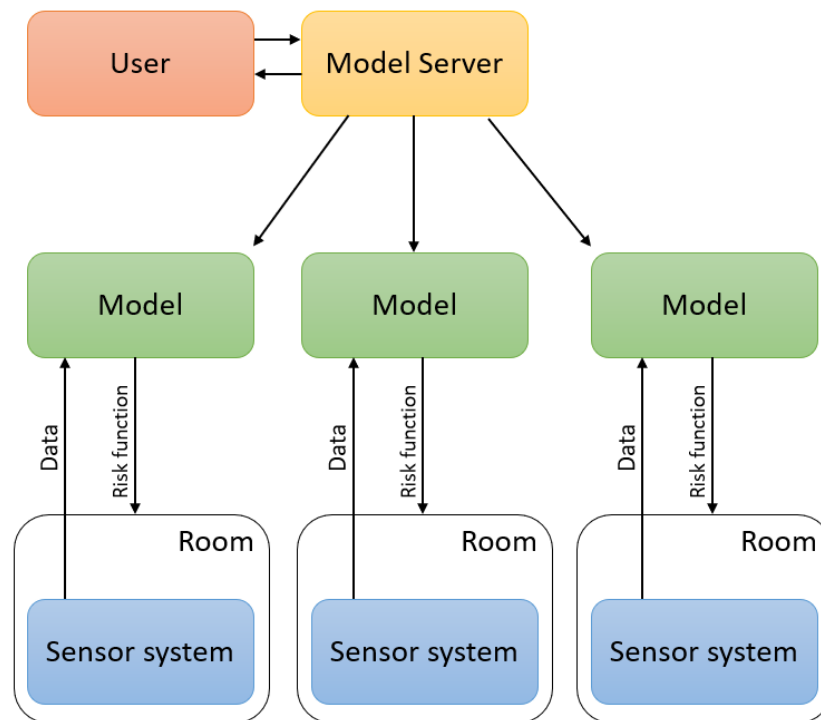 User
Model Server
Model
Model
Model
Data
Risk function
Data
Risk function
Data
Risk function
Room
Room
Room
Sensor system
Sensor system
Sensor system